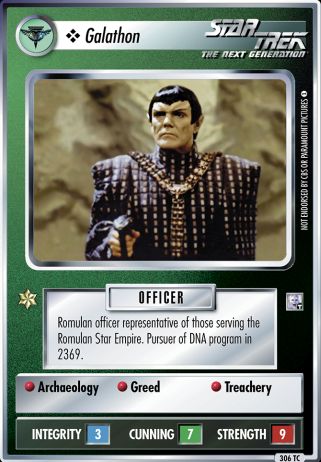 ❖ Galathon
STAR TREK
THE NEXT GENERATION
NOT ENDORSED BY CBS OR PARAMOUNT PICTURES
OFFICER
Romulan officer representative of those serving the
Romulan Star Empire. Pursuer of DNA program in
2369.
Archaeology Greed Treachery
INTEGRITY 3 CUNNING 7 STRENGTH 9
306 TC